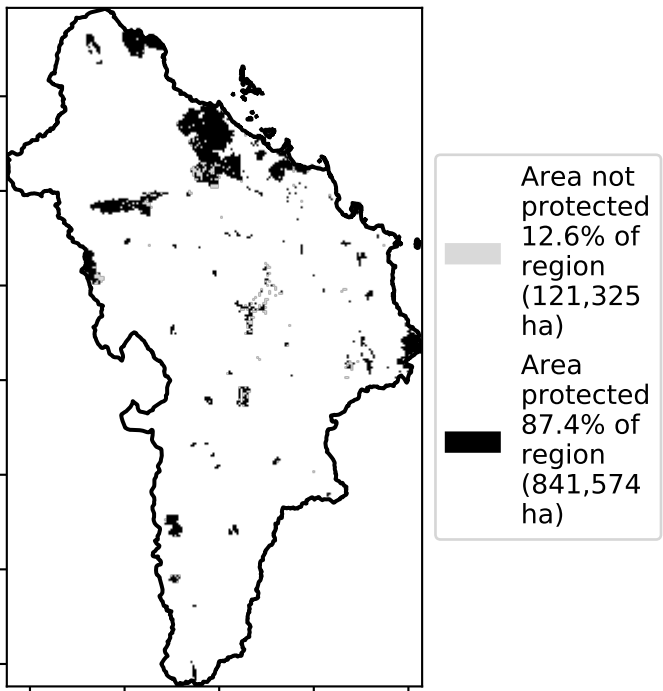 Area not
protected
12.6% of
region
(121,325
ha)
Area
protected
87.4% of
region
(841,574
ha)